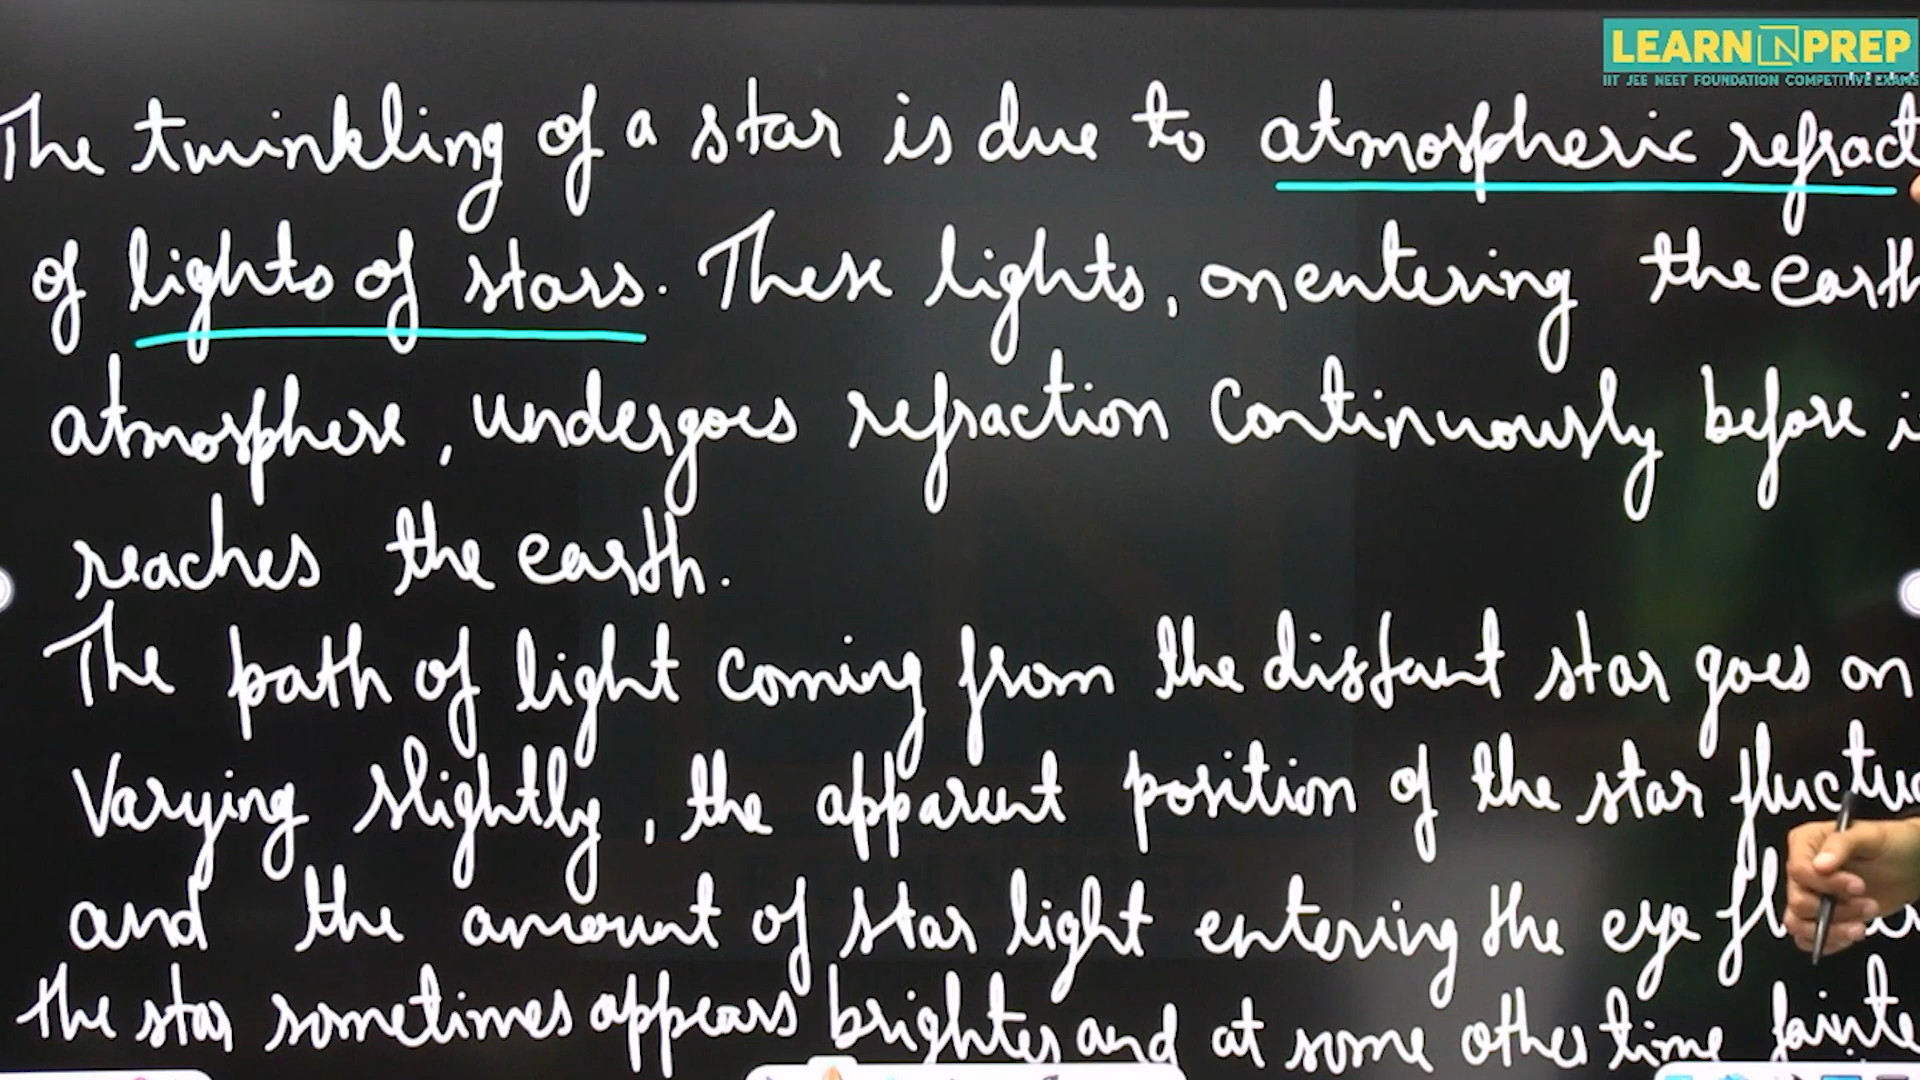 LEARN N PREP
IIT JEE NEET FOUNDATION COMPETITIVE EXAMS
The twinkling of a star is due to atmospheric refract
of lights of stars. These lights, on entering the earth
atmosphere, undergoes refraction continuously before i
reaches the earth.
The path of light coming from the distant star goes on
varying slightly, the apparent position of the star fluctua
and the amount of star light entering the eye
the star sometimes appears brighter and at some other time fainte